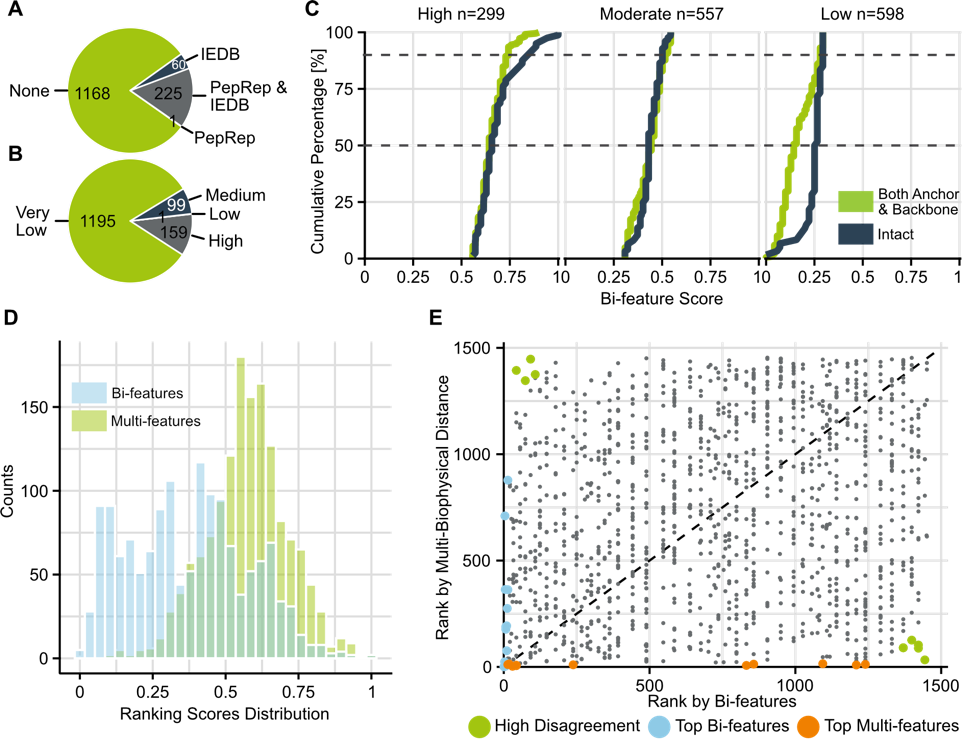 A
None
1168
60
225
1
IEDB
PepRep &
IEDB
PepRep
B
Very
Low
1195
99
1
159
Medium
Low
High
C
High n=299
Moderate n=557
Low n=598
Cumulative Percentage [%]
100
75
50
25
0
0 0.25 0.5 0.75 10 0.25 0.5 0.75 10 0.25 0.5 0.75 1
Bi-feature Score
Both Anchor
& Backbone
Intact
D
Counts
150
100
50
0
Bi-features
Multi-features
0 0.25 0.5 0.75 1
Ranking Scores Distribution
E
Rank by Multi-Biophysical Distance
1500
1000
500
0
0 500 1000 1500
Rank by Bi-features
High Disagreement
Top Bi-features
Top Multi-features